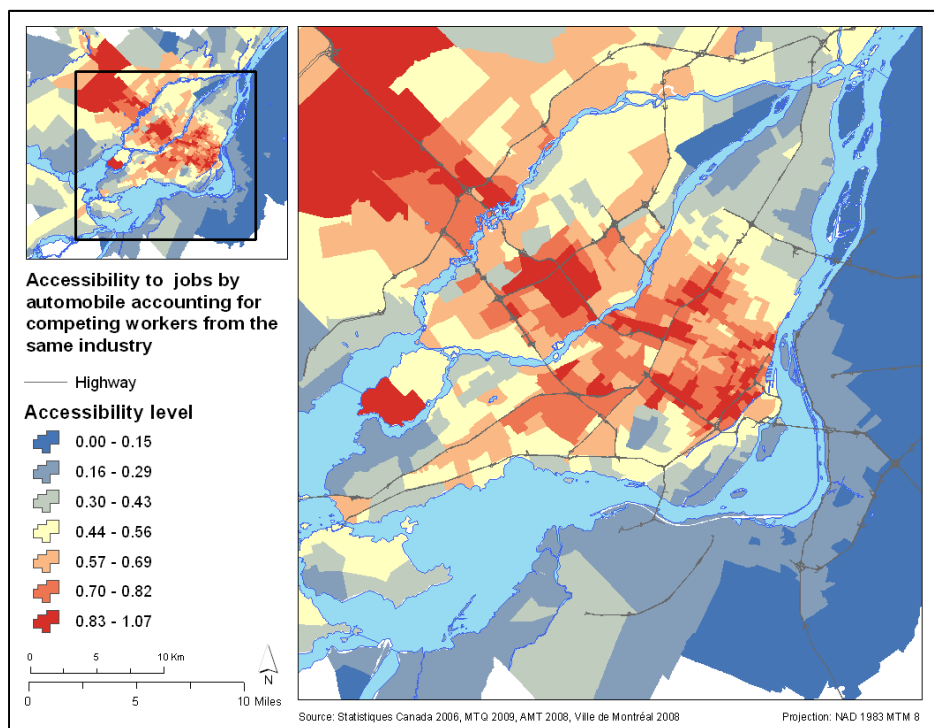 Accessibility to jobs by
automobile accounting for
competing workers from the
same industry
Highway
Accessibility level
0.00 - 0.15
0.16 - 0.29
0.30 - 0.43
0.44 - 0.56
0.57 - 0.69
0.70 - 0.82
0.83 - 1.07
0 5 10 Km
N
0 5 10 Miles
Source: Statistiques Canada 2006, MTQ 2009, AMT 2008, Ville de Montréal 2008
Projection: NAD 1983 MTM 8